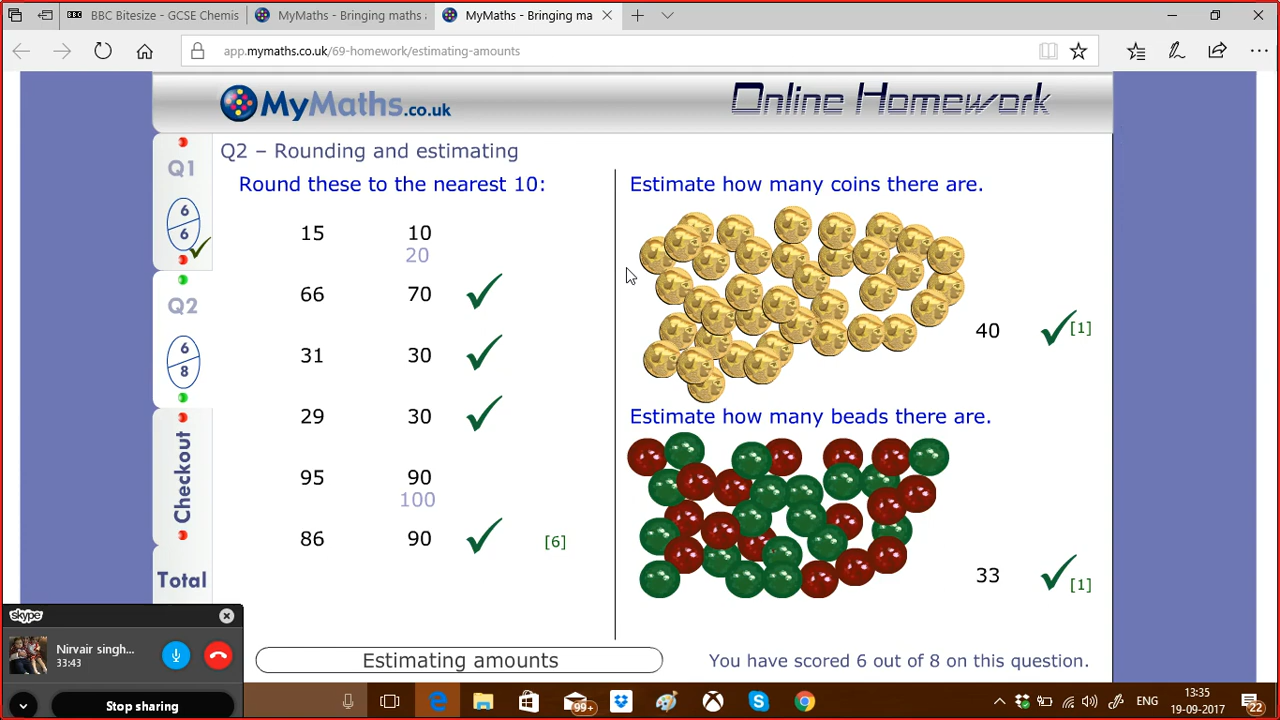 BBC Bitesize - GCSE Chemis
MyMaths - Bringing maths a
MyMaths - Bringing ma
app.mymaths.co.uk/69-homework/estimating-amounts
MyMaths.co.uk
Online Homework
Q1
6
6
Q2
6
8
Checkout
Total
Q2 – Rounding and estimating
Round these to the nearest 10:
15 10
20
66 70
31 30
29 30
95 90
100
86 90 [6]
Estimate how many coins there are.
40 [1]
Estimate how many beads there are.
33 [1]
Estimating amounts
You have scored 6 out of 8 on this question.
skype
Nirvair singh...
33:43
Stop sharing
99+
ENG
13:35
19-09-2017
22